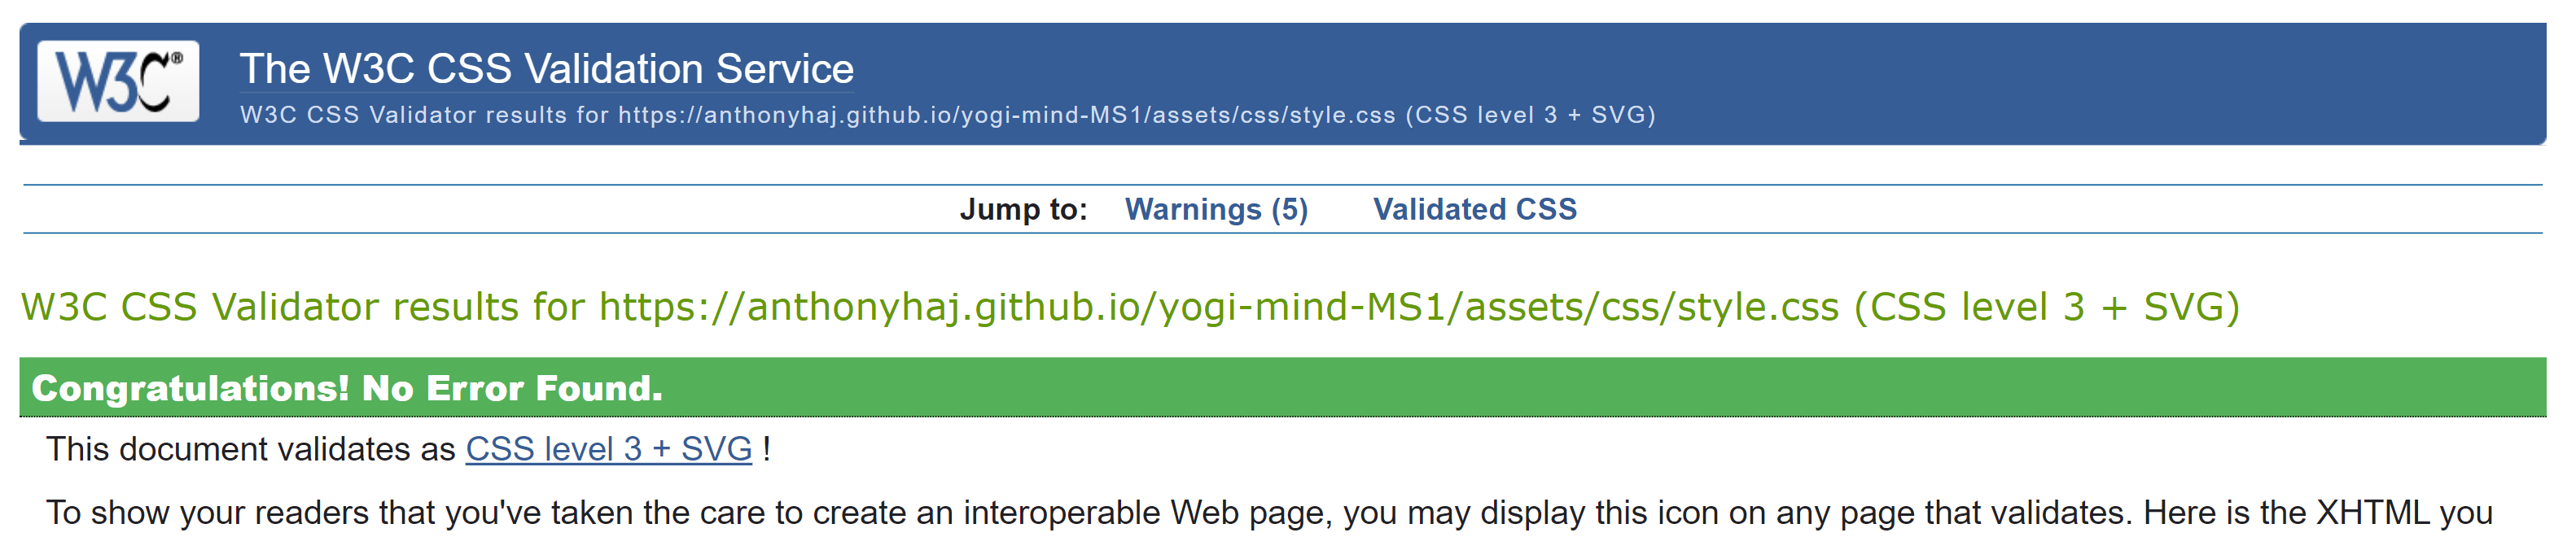 W3C®
The W3C CSS Validation Service
W3C CSS Validator results for https://anthonyhaj.github.io/yogi-mind-MS1/assets/css/style.css (CSS level 3 + SVG)
Jump to: Warnings (5) Validated CSS
W3C CSS Validator results for https://anthonyhaj.github.io/yogi-mind-MS1/assets/css/style.css (CSS level 3 + SVG)
Congratulations! No Error Found.
This document validates as CSS level 3 + SVG !
To show your readers that you've taken the care to create an interoperable Web page, you may display this icon on any page that validates. Here is the XHTML you